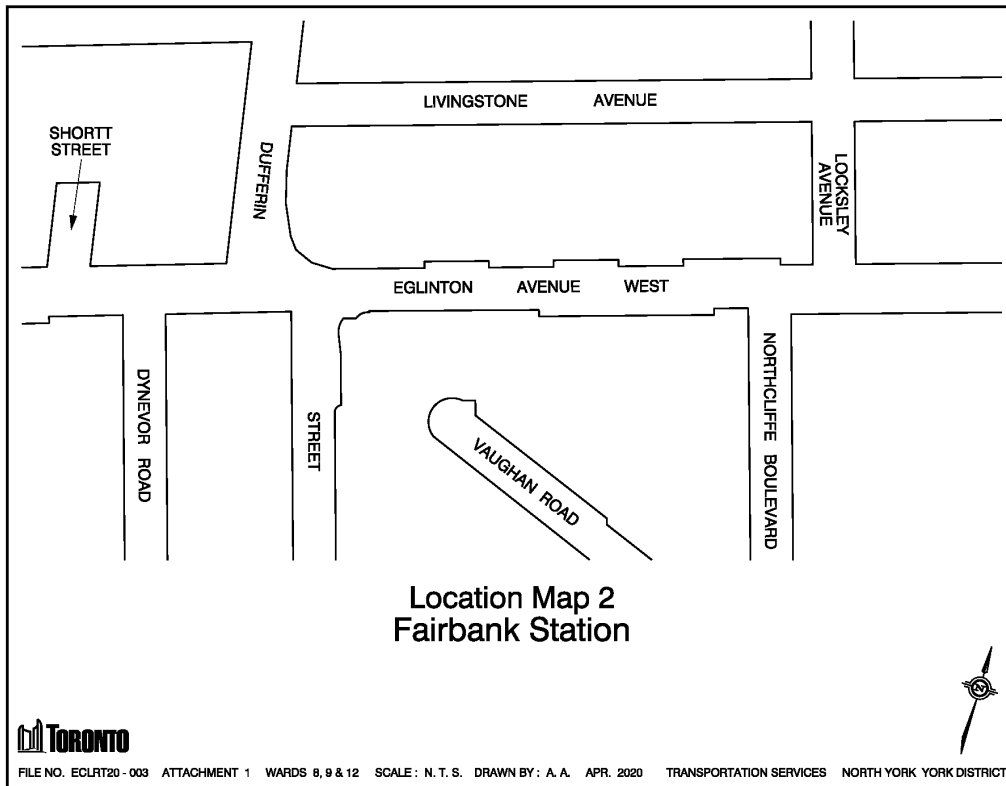 LIVINGSTONE AVENUE
SHORTT
STREET
DUFFERIN
LOCKSLEY
AVENUE
EGLINTON AVENUE WEST
DYNEVOR ROAD
STREET
VAUGHAN ROAD
NORTHCLIFFE BOULEVARD
Location Map 2
Fairbank Station
N
TORONTO
FILE NO. ECLRT20 - 003 ATTACHMENT 1 WARDS 8, 9 & 12 SCALE : N. T. S. DRAWN BY : A. A. APR. 2020 TRANSPORTATION SERVICES NORTH YORK YORK DISTRICT